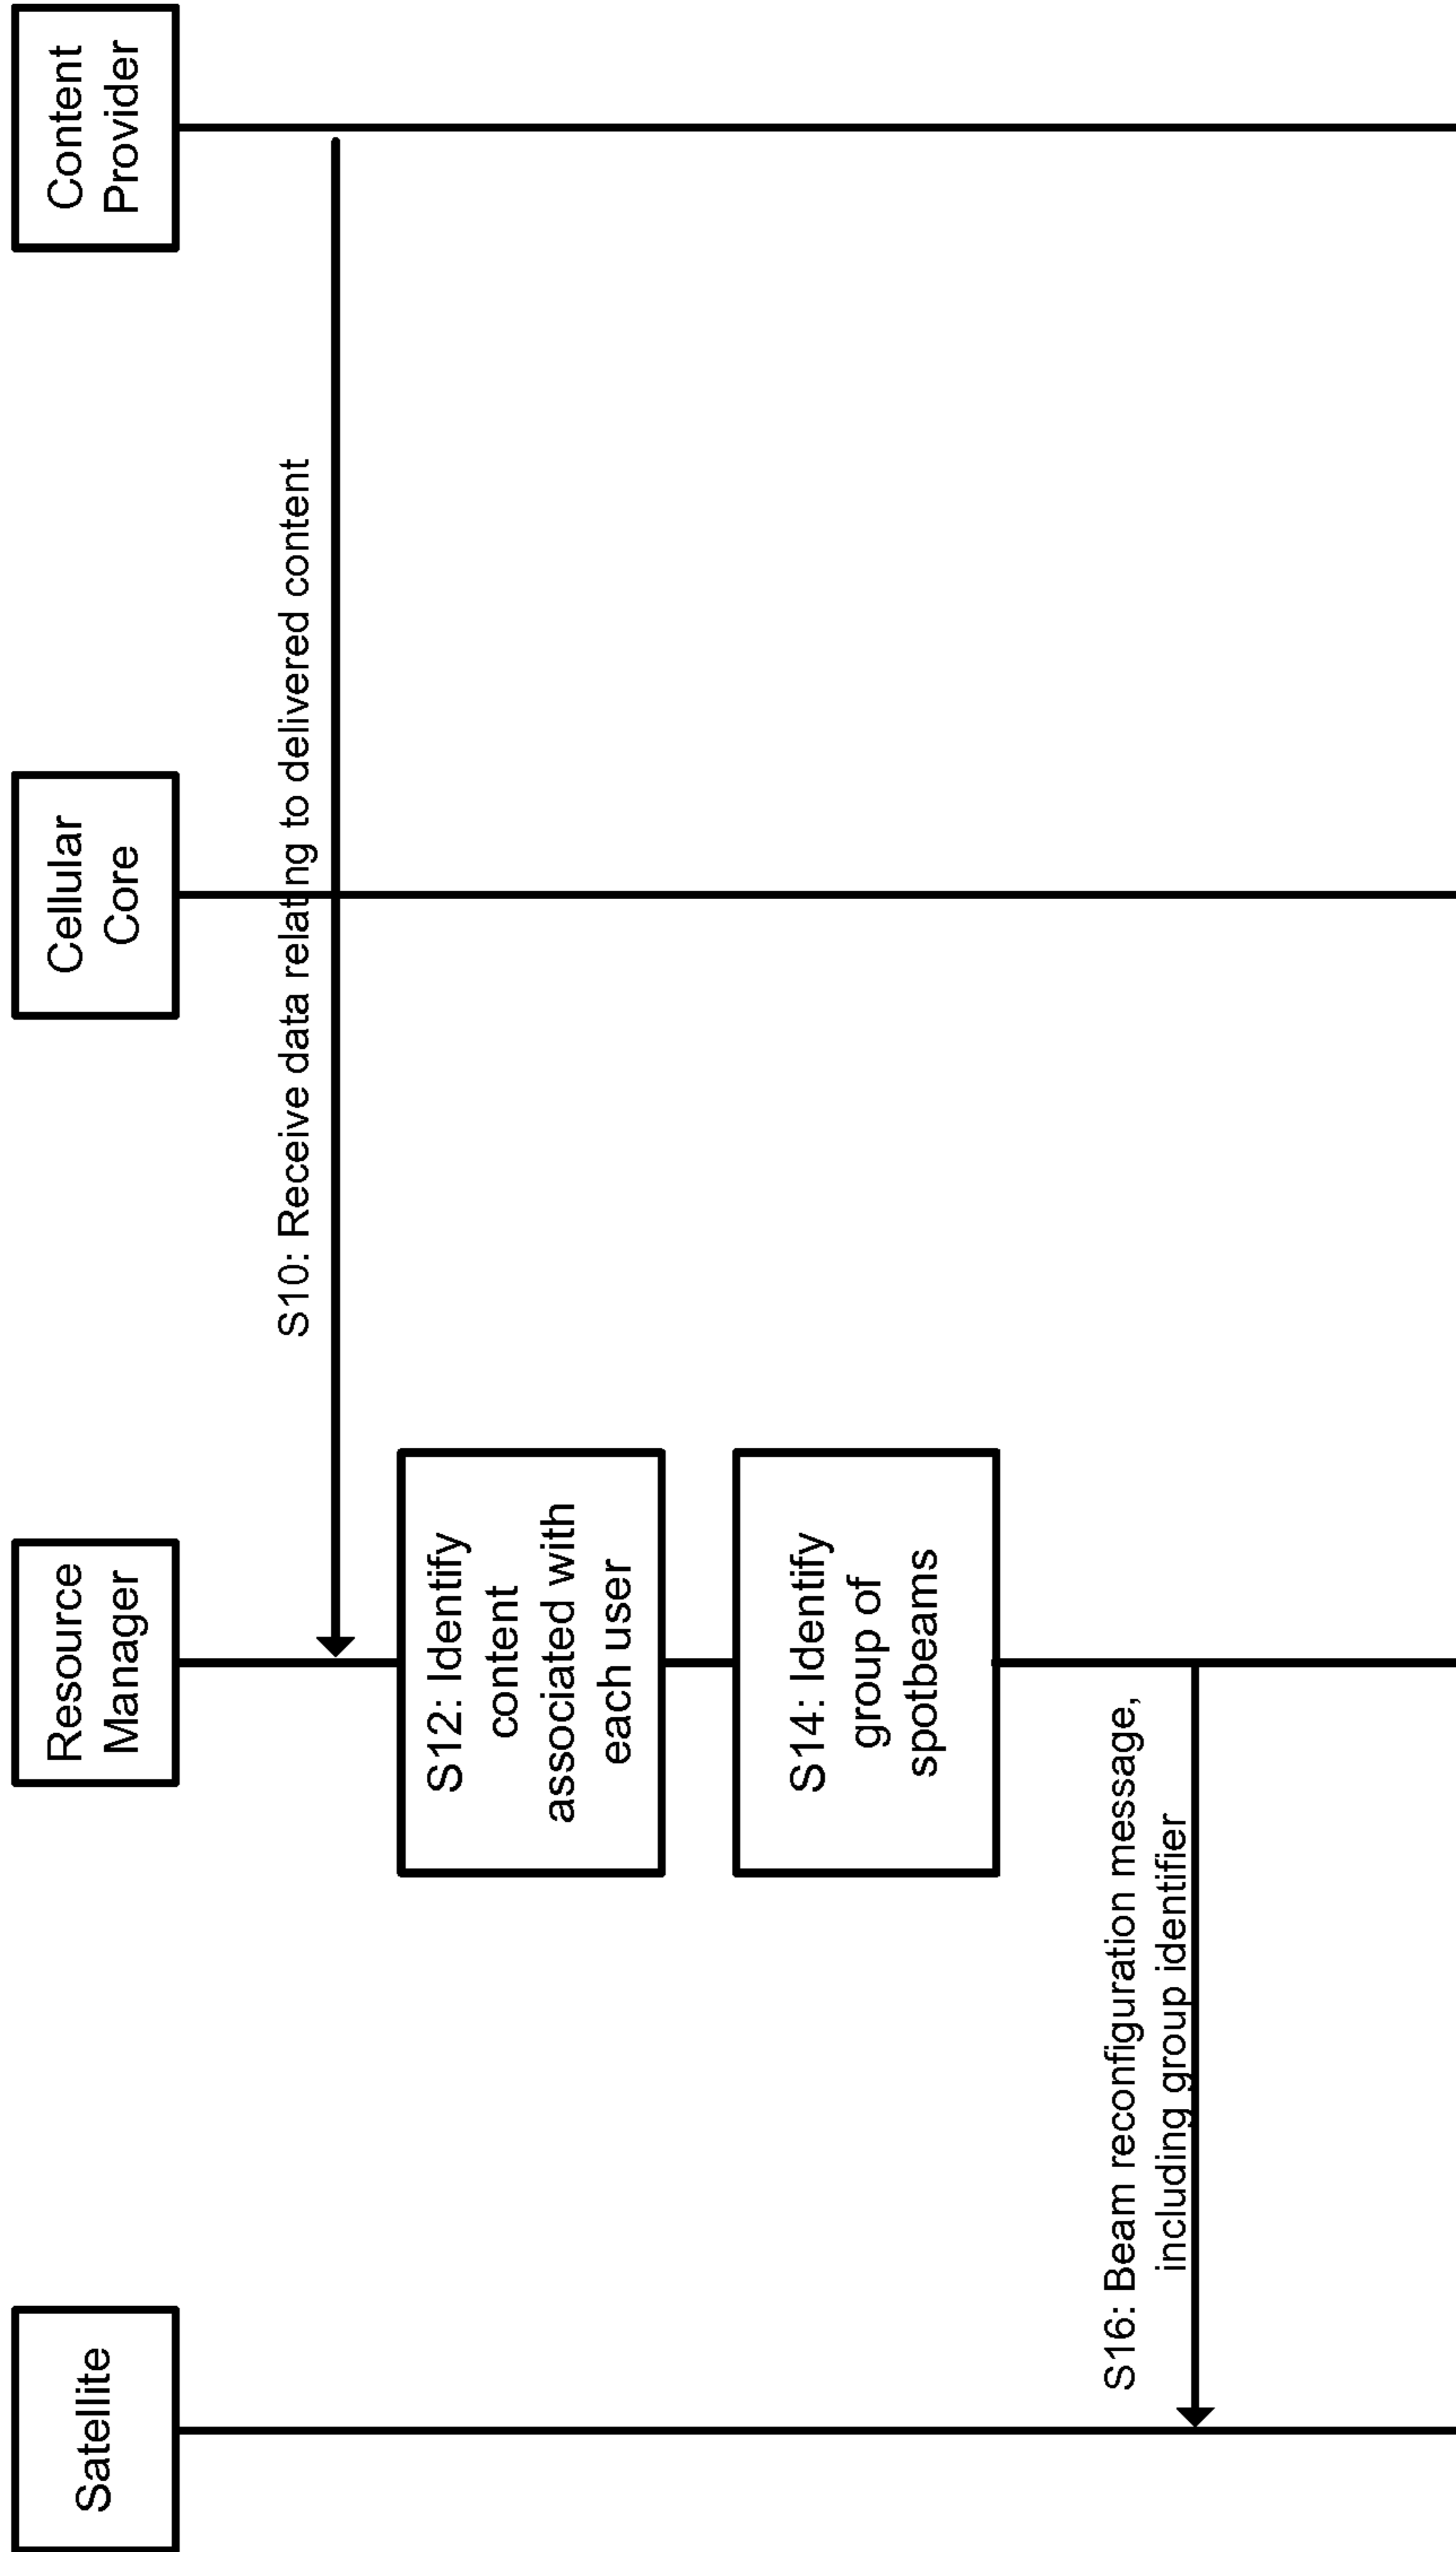 Satellite
Resource
Manager
Cellular
Core
Content
Provider
S10: Receive data relating to delivered content
S12: Identify
content
associated with
each user
S14: Identify
group of
spotbeams
S16: Beam reconfiguration message,
including group identifier